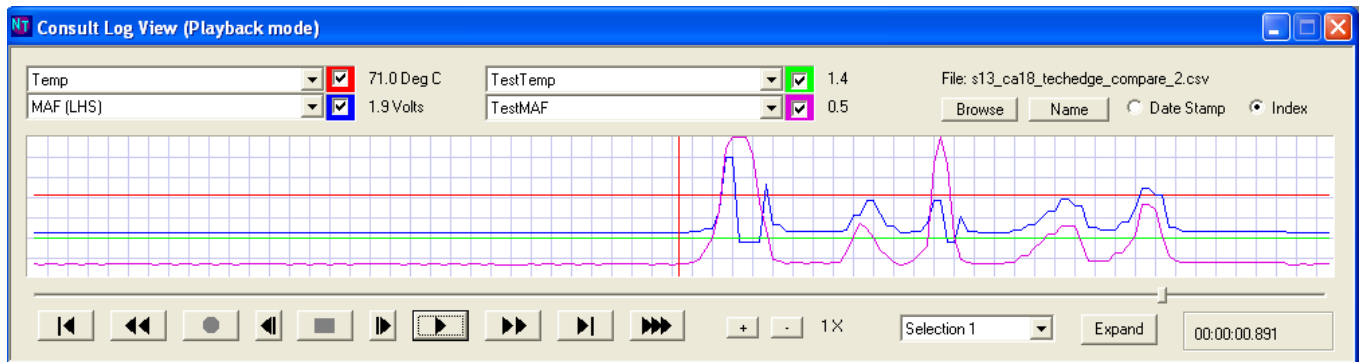 NT Consult Log View (Playback mode)
Temp 71.0 Deg C TestTemp 1.4 File: s13_ca18_techedge_compare_2.csv
MAF (LHS) 1.9 Volts TestMAF 0.5 Browse Name Date Stamp Index
+ - 1X Selection 1 Expand 00:00:00.891